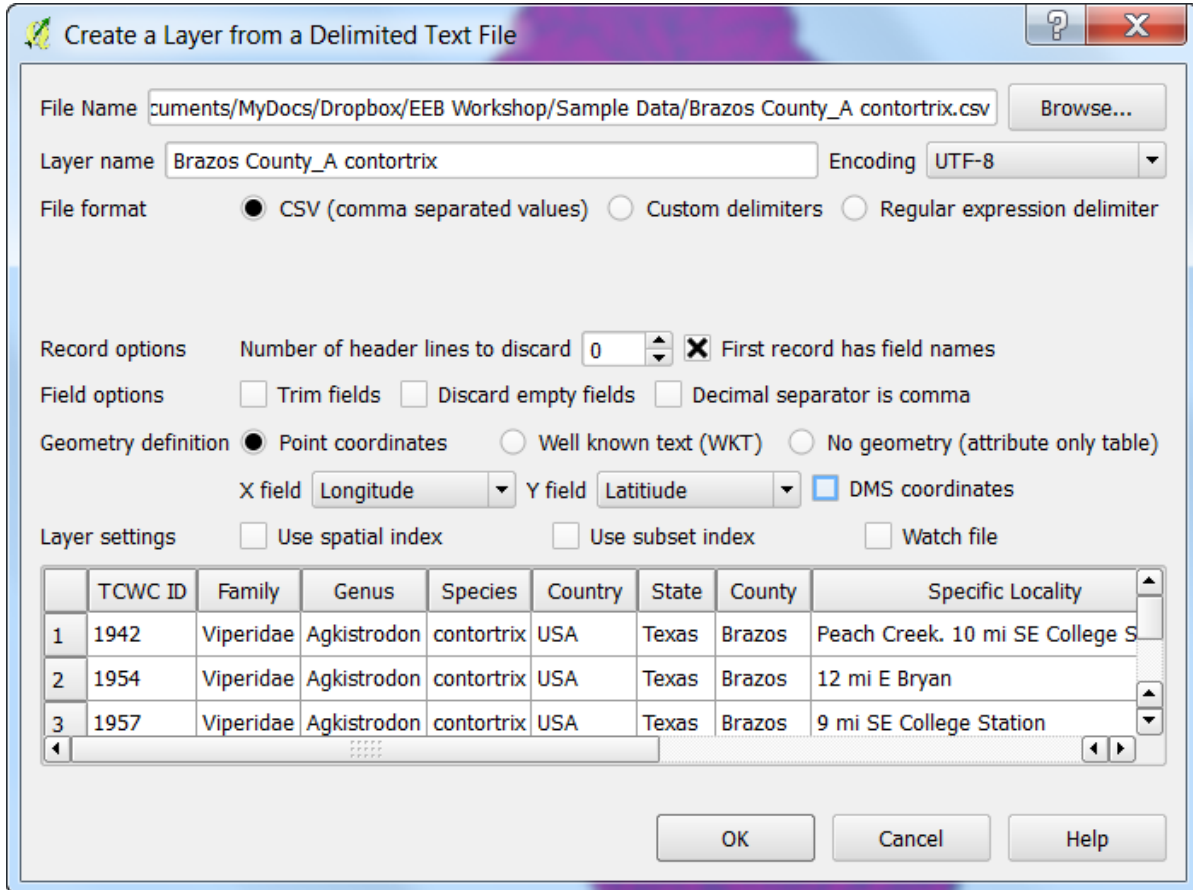 Create a Layer from a Delimited Text File
File Name cuments/MyDocs/Dropbox/EEB Workshop/Sample Data/Brazos County_A contortrix.csv Browse...
Layer name Brazos County_A contortrix Encoding UTF-8
File format CSV (comma separated values) Custom delimiters Regular expression delimiter
Record options Number of header lines to discard 0 First record has field names
Field options Trim fields Discard empty fields Decimal separator is comma
Geometry definition Point coordinates Well known text (WKT) No geometry (attribute only table)
X field Longitude Y field Latitiude DMS coordinates
Layer settings Use spatial index Use subset index Watch file
TCWC ID Family Genus Species Country State County Specific Locality
1 1942 Viperidae Agkistrodon contortrix USA Texas Brazos Peach Creek. 10 mi SE College S
2 1954 Viperidae Agkistrodon contortrix USA Texas Brazos 12 mi E Bryan
3 1957 Viperidae Agkistrodon contortrix USA Texas Brazos 9 mi SE College Station
OK Cancel Help